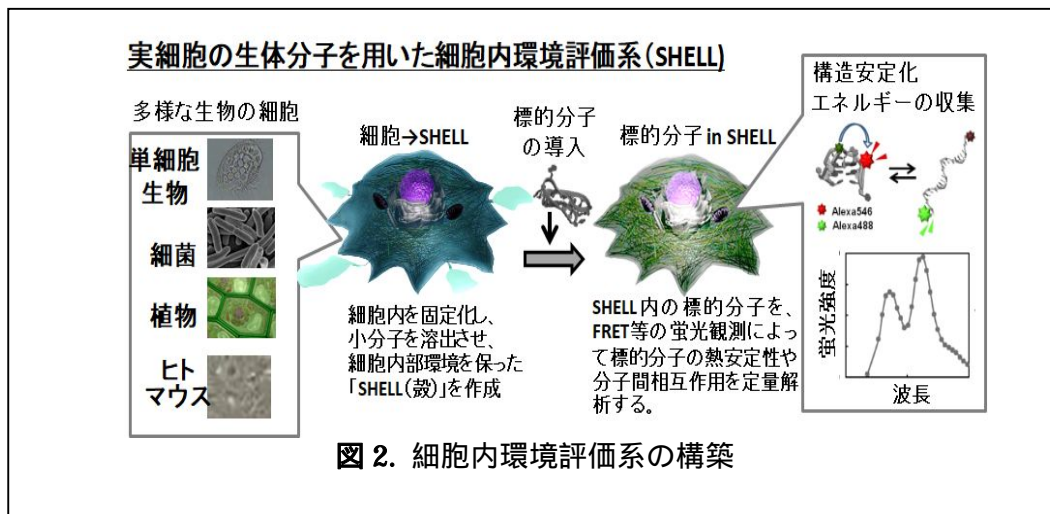 実細胞の生体分子を用いた細胞内環境評価系(SHELL)
多様な生物の細胞
単細胞
生物
細菌
植物
ヒト
マウス
細胞→SHELL
細胞内を固定化し、
小分子を溶出させ、
細胞内部環境を保った
「SHELL(殻)」を作成
標的分子
の導入
標的分子 in SHELL
SHELL内の標的分子を、
FRET等の蛍光観測によっ
て標的分子の熱安定性や
分子間相互作用を定量解
析する。
構造安定化
エネルギーの収集
Alexa546
Alexa488
蛍光強度
波長
図 2. 細胞内環境評価系の構築